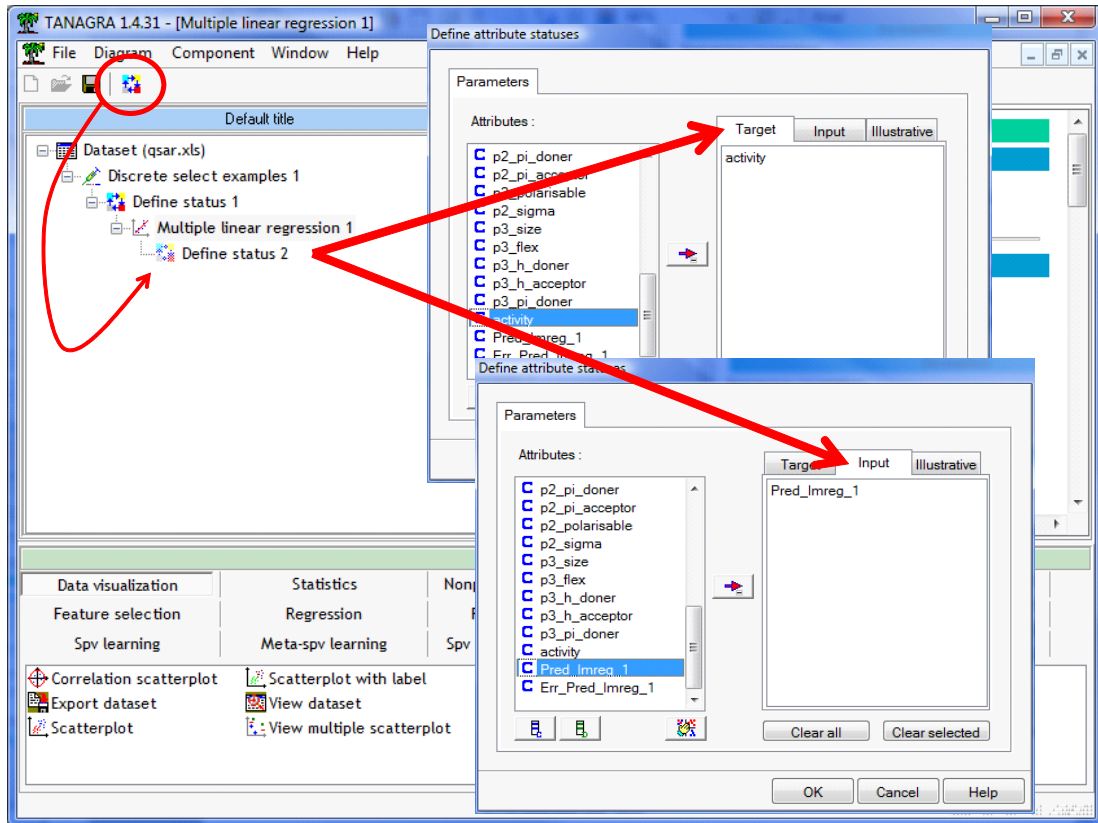 TANAGRA 1.4.31 - [Multiple linear regression 1]
File Diagram Component Window Help
Default title
Dataset (qsar.xls)
Discrete select examples 1
Define status 1
Multiple linear regression 1
Define status 2
Define attribute statuses
Parameters
Attributes :
p2_pi_doner
p2_pi_acceptor
p2_polarisable
p2_sigma
p3_size
p3_flex
p3_h_doner
p3_h_acceptor
p3_pi_doner
activity
Pred_lmreg_1
Err_Pred_lmreg_1
Target Input Illustrative
activity
Define attribute statuses
Parameters
Attributes :
p2_pi_doner
p2_pi_acceptor
p2_polarisable
p2_sigma
p3_size
p3_flex
p3_h_doner
p3_h_acceptor
p3_pi_doner
activity
Pred_lmreg_1
Err_Pred_lmreg_1
Target Input Illustrative
Pred_lmreg_1
Clear all Clear selected
OK Cancel Help
Data visualization Statistics
Feature selection Regression
Spv learning Meta-spv learning Spv
Correlation scatterplot Scatterplot with label
Export dataset View dataset
Scatterplot View multiple scatterplot